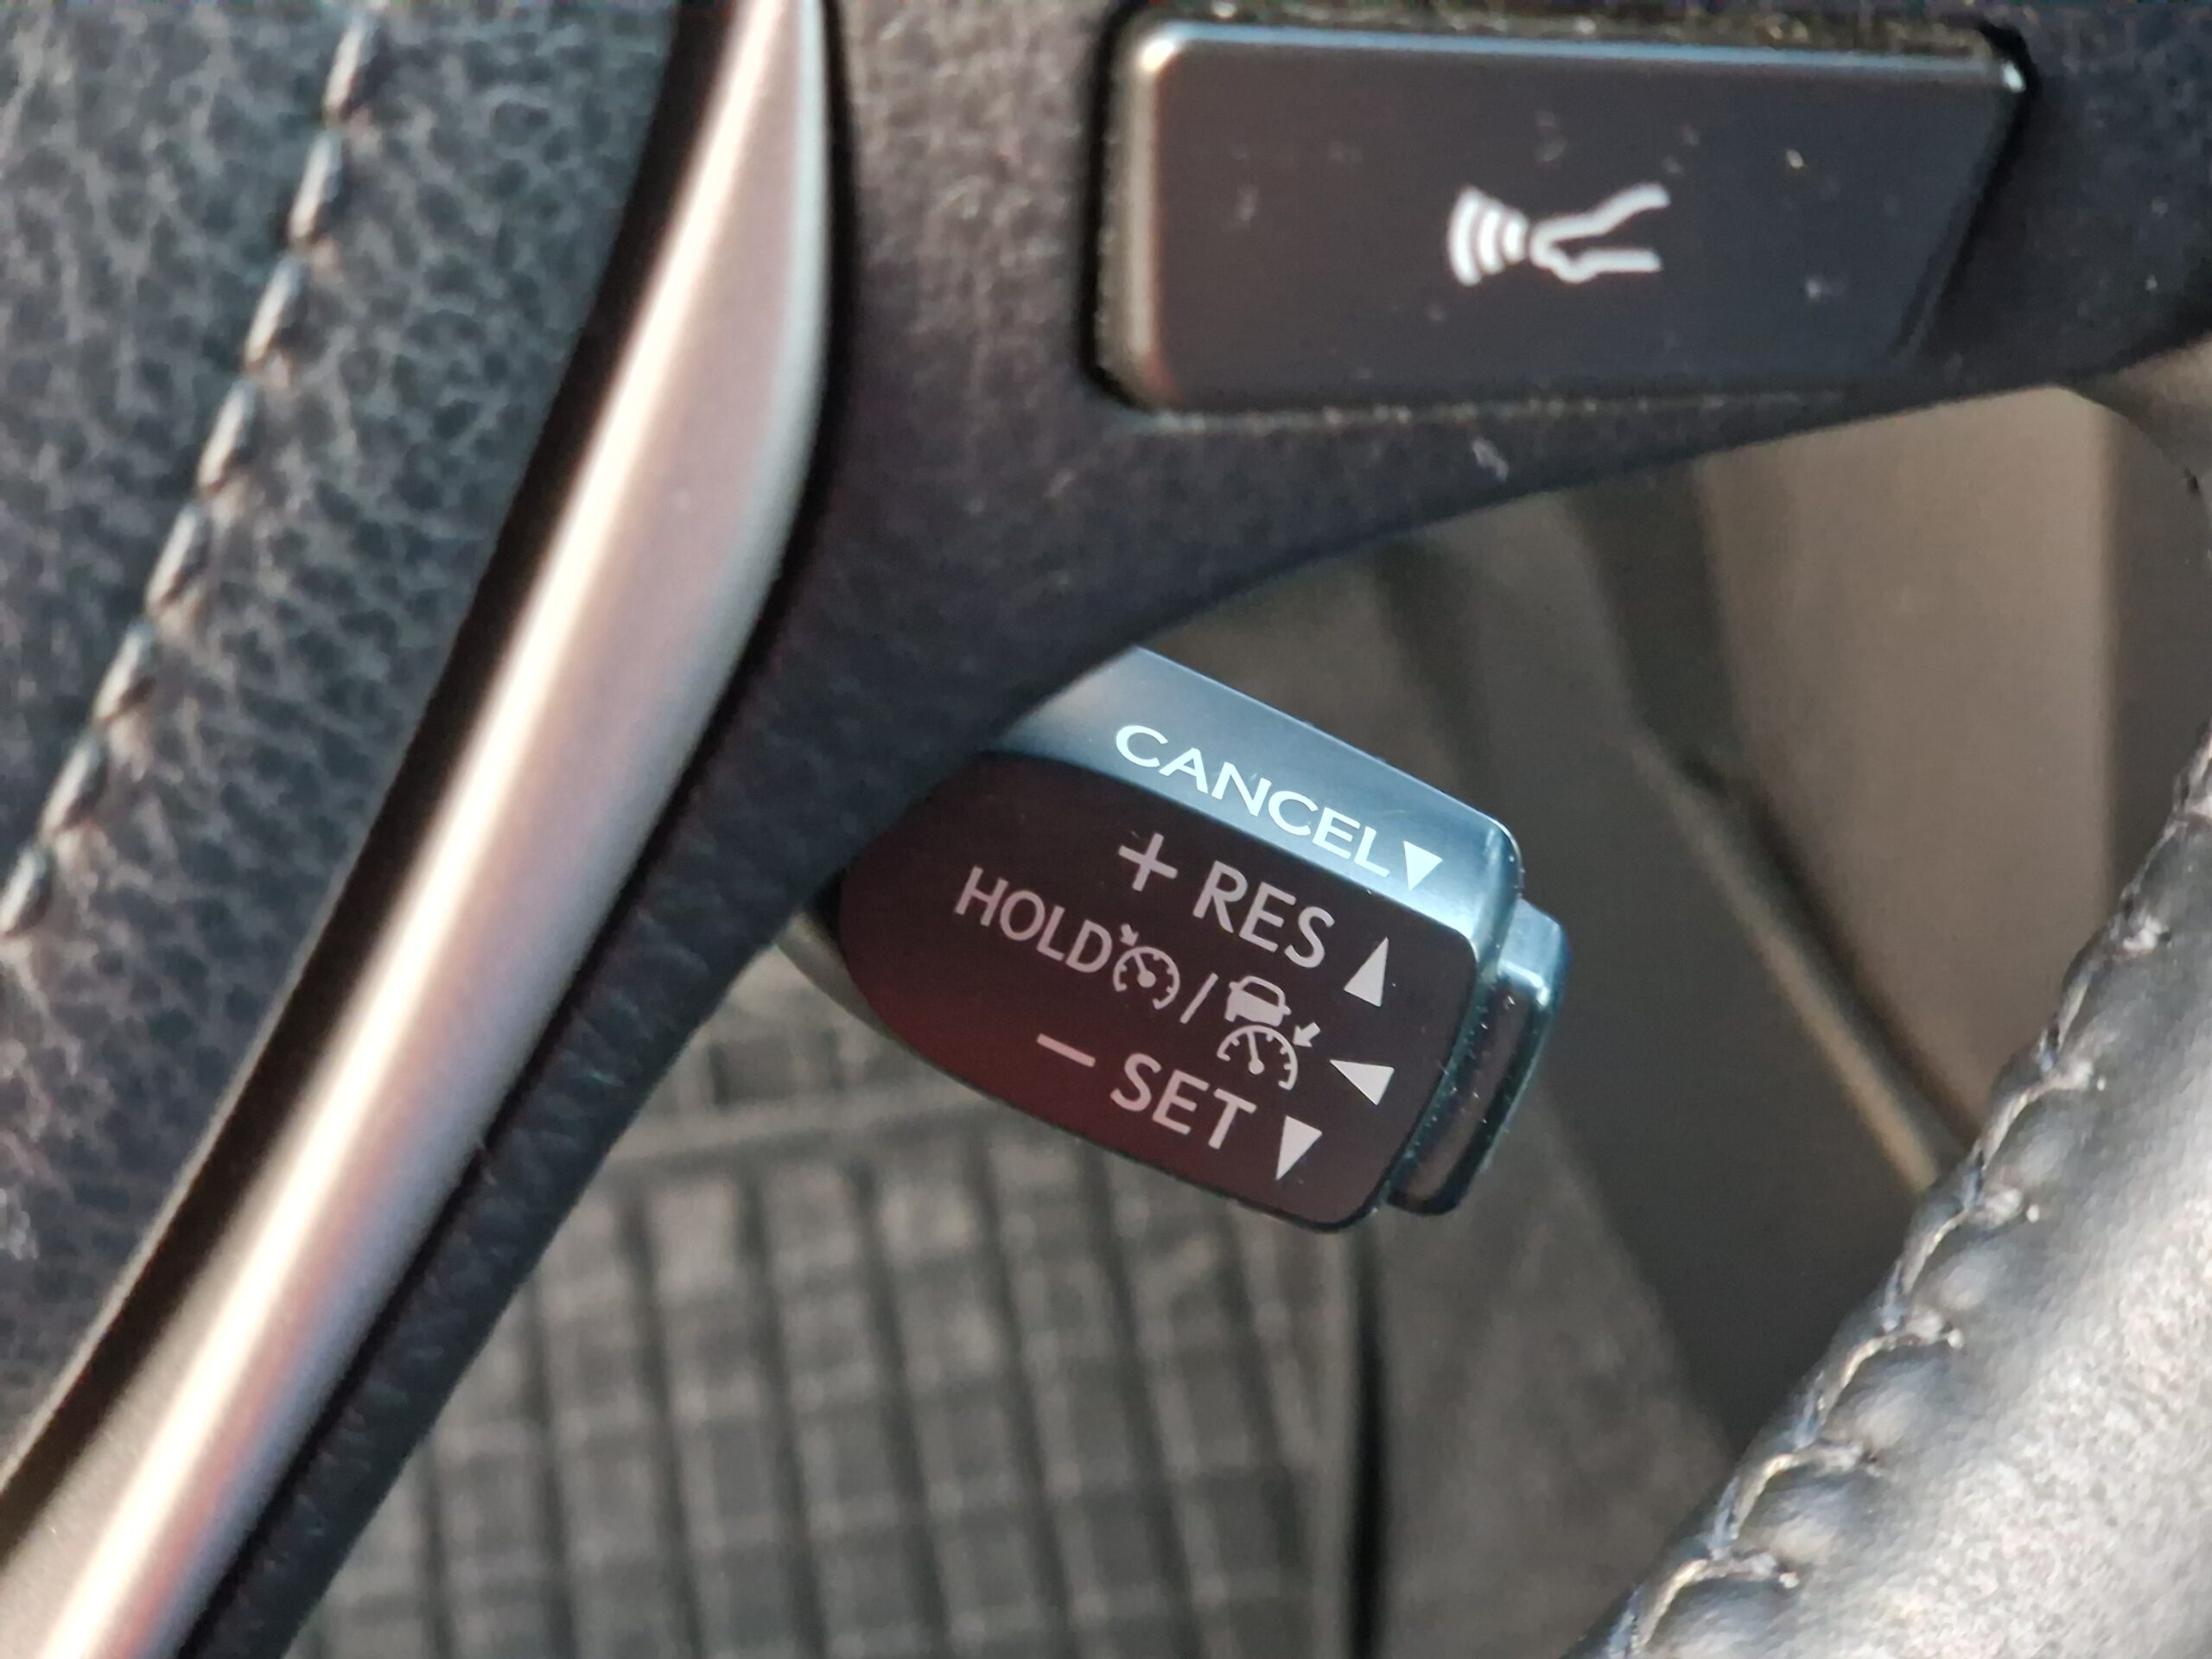 CANCEL▼
+ RES ▲
HOLD / ◀
− SET ▼